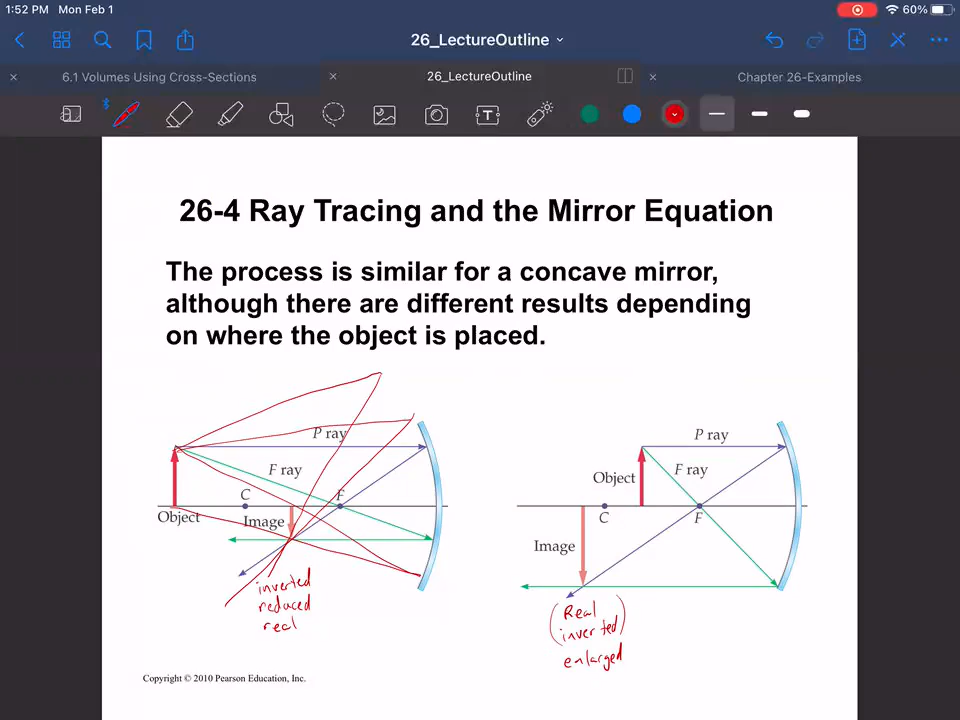 1:52 PM Mon Feb 1
60%
26_LectureOutline
6.1 Volumes Using Cross-Sections
26_LectureOutline
Chapter 26-Examples
T
26-4 Ray Tracing and the Mirror Equation
The process is similar for a concave mirror,
although there are different results depending
on where the object is placed.
P ray
F ray
C
F
Object
Image
inverted
reduced
real
P ray
F ray
Object
C
F
Image
(Real
inverted)
enlarged
Copyright © 2010 Pearson Education, Inc.